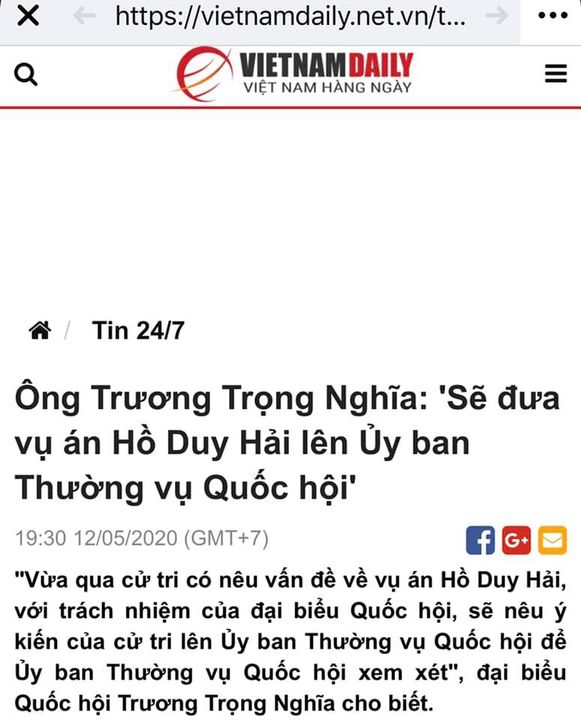 https://vietnamdaily.net.vn/t...
VIETNAMDAILY
VIỆT NAM HÀNG NGÀY
/ Tin 24/7
Ông Trương Trọng Nghĩa: 'Sẽ đưa
vụ án Hồ Duy Hải lên Ủy ban
Thường vụ Quốc hội'
19:30 12/05/2020 (GMT+7)
G+
"Vừa qua cử tri có nêu vấn đề về vụ án Hồ Duy Hải,
với trách nhiệm của đại biểu Quốc hội, sẽ nêu ý
kiến của cử tri lên Ủy ban Thường vụ Quốc hội để
Ủy ban Thường vụ Quốc hội xem xét", đại biểu
Quốc hội Trương Trọng Nghĩa cho biết.